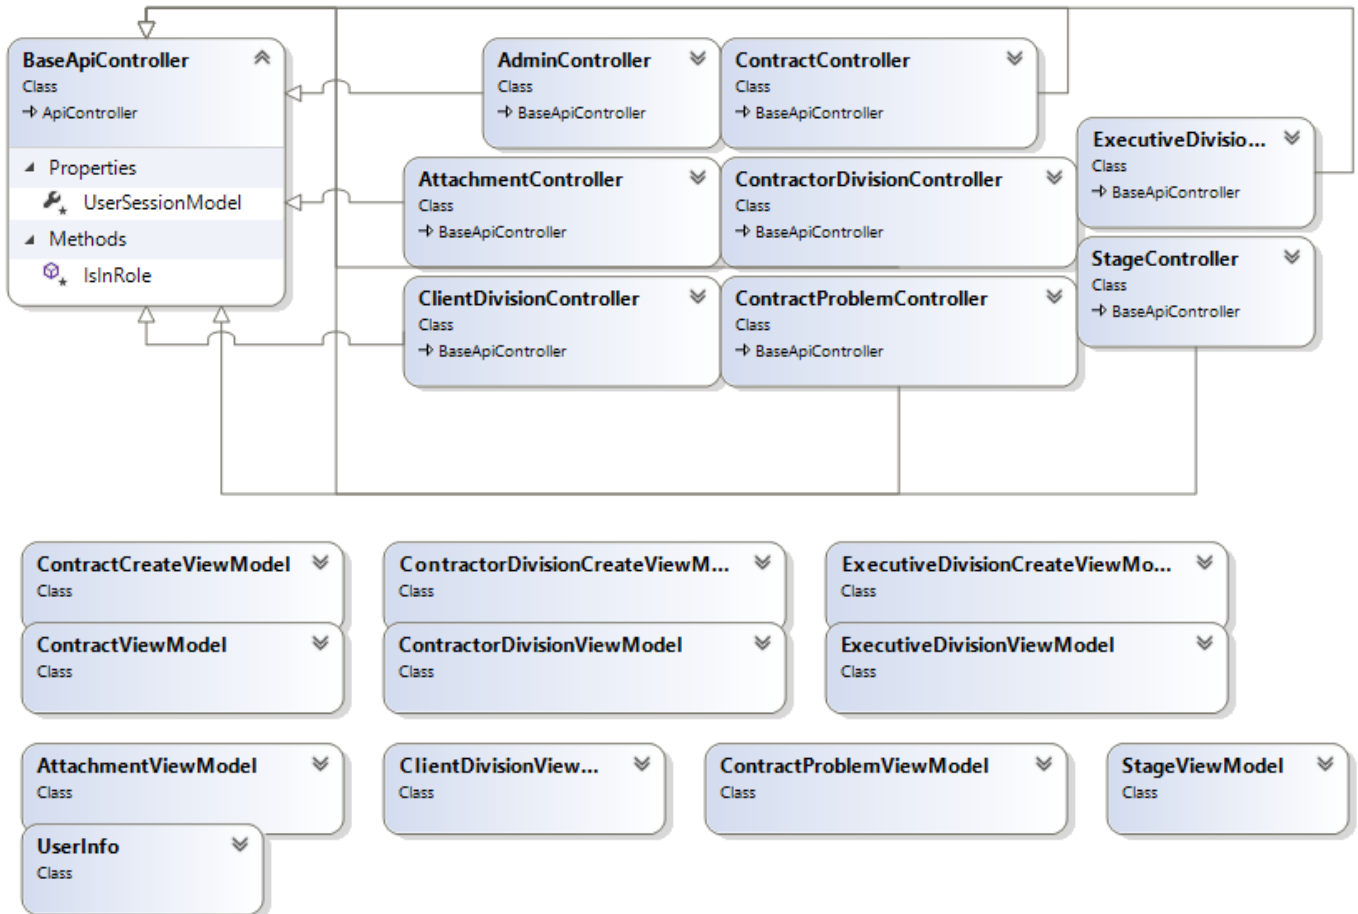 BaseApiController
Class
ApiController
Properties
UserSessionModel
Methods
IsInRole
AdminController
Class
BaseApiController
ContractController
Class
BaseApiController
AttachmentController
Class
BaseApiController
ContractorDivisionController
Class
BaseApiController
ExecutiveDivisio...
Class
BaseApiController
ClientDivisionController
Class
BaseApiController
ContractProblemController
Class
BaseApiController
StageController
Class
BaseApiController
ContractCreateViewModel
Class
ContractorDivisionCreateViewM...
Class
ExecutiveDivisionCreateViewMo...
Class
ContractViewModel
Class
ContractorDivisionViewModel
Class
ExecutiveDivisionViewModel
Class
AttachmentViewModel
Class
ClientDivisionView...
Class
ContractProblemViewModel
Class
StageViewModel
Class
UserInfo
Class